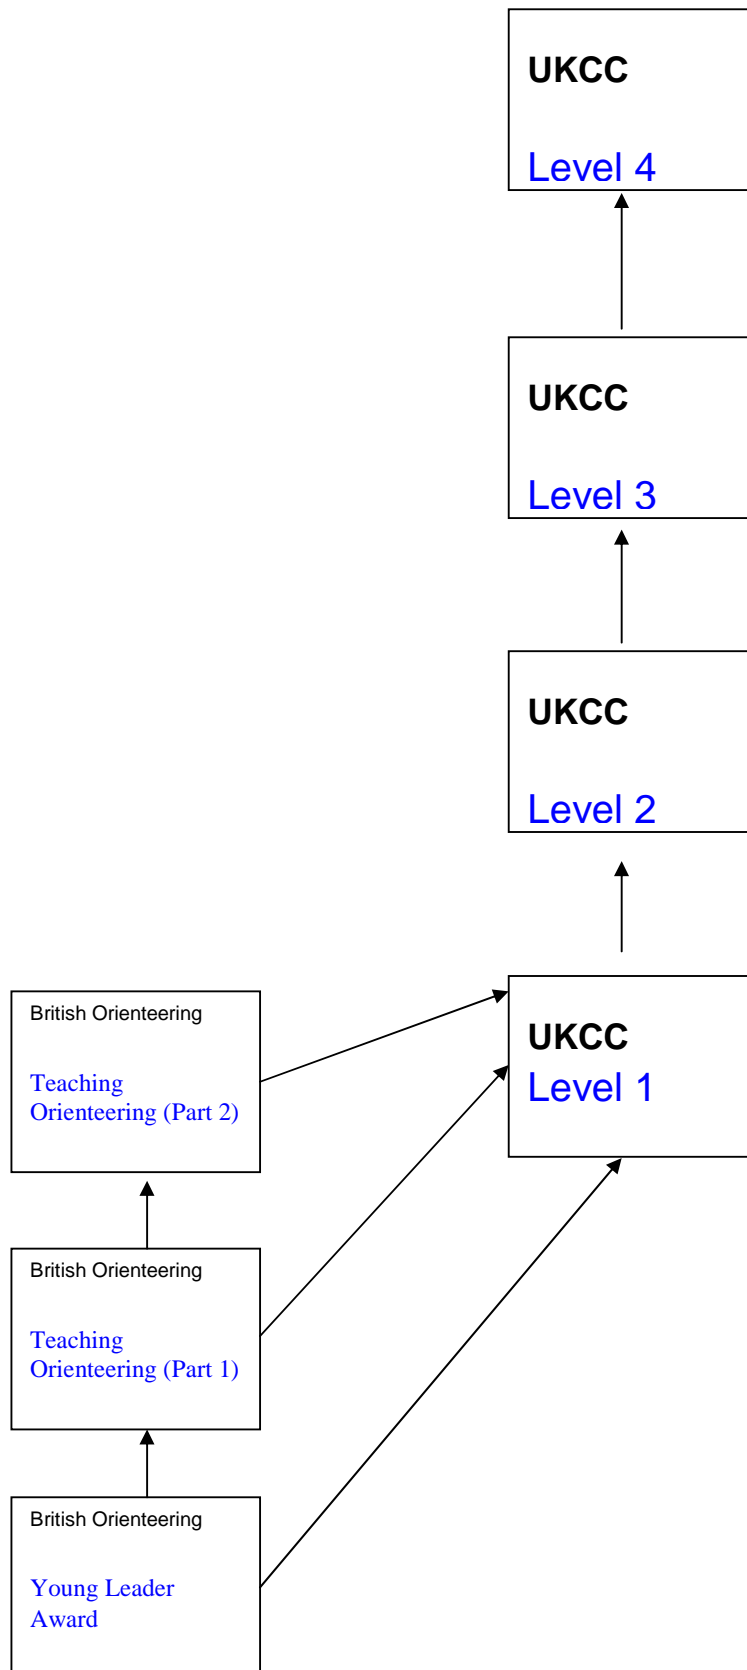 UKCC
Level 4
UKCC
Level 3
UKCC
Level 2
UKCC
Level 1
British Orienteering
Teaching
Orienteering (Part 2)
British Orienteering
Teaching
Orienteering (Part 1)
British Orienteering
Young Leader
Award